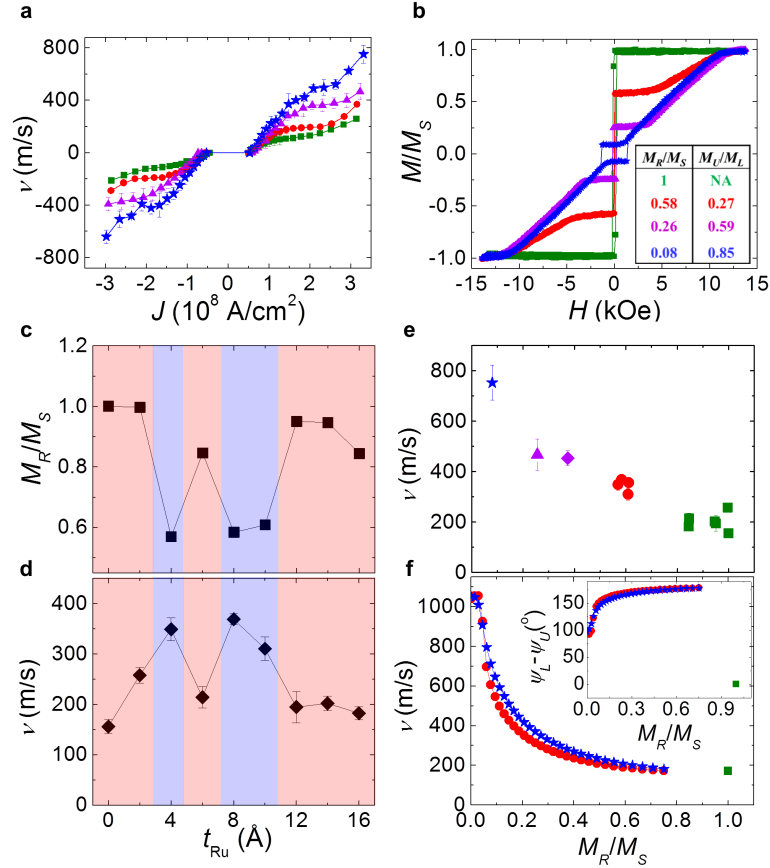 a
800
400
0
-400
-800
ν (m/s)
-3 -2 -1 0 1 2 3
J (10⁸ A/cm²)
b
1.0
0.5
0.0
-0.5
-1.0
M/M_S
-15 -10 -5 0 5 10 15
H (kOe)
M_R/M_S M_U/M_L
1 NA
0.58 0.27
0.26 0.59
0.08 0.85
c
1.2
1.0
0.8
0.6
M_R/M_S
d
400
300
200
100
0
ν (m/s)
0 4 8 12 16
t_Ru (Å)
e
800
600
400
200
0
ν (m/s)
f
1000
800
600
400
200
0
ν (m/s)
0.0 0.2 0.4 0.6 0.8 1.0
M_R/M_S
150
100
50
0
ψ_L-ψ_U(°)
0.0 0.3 0.6 0.9
M_R/M_S